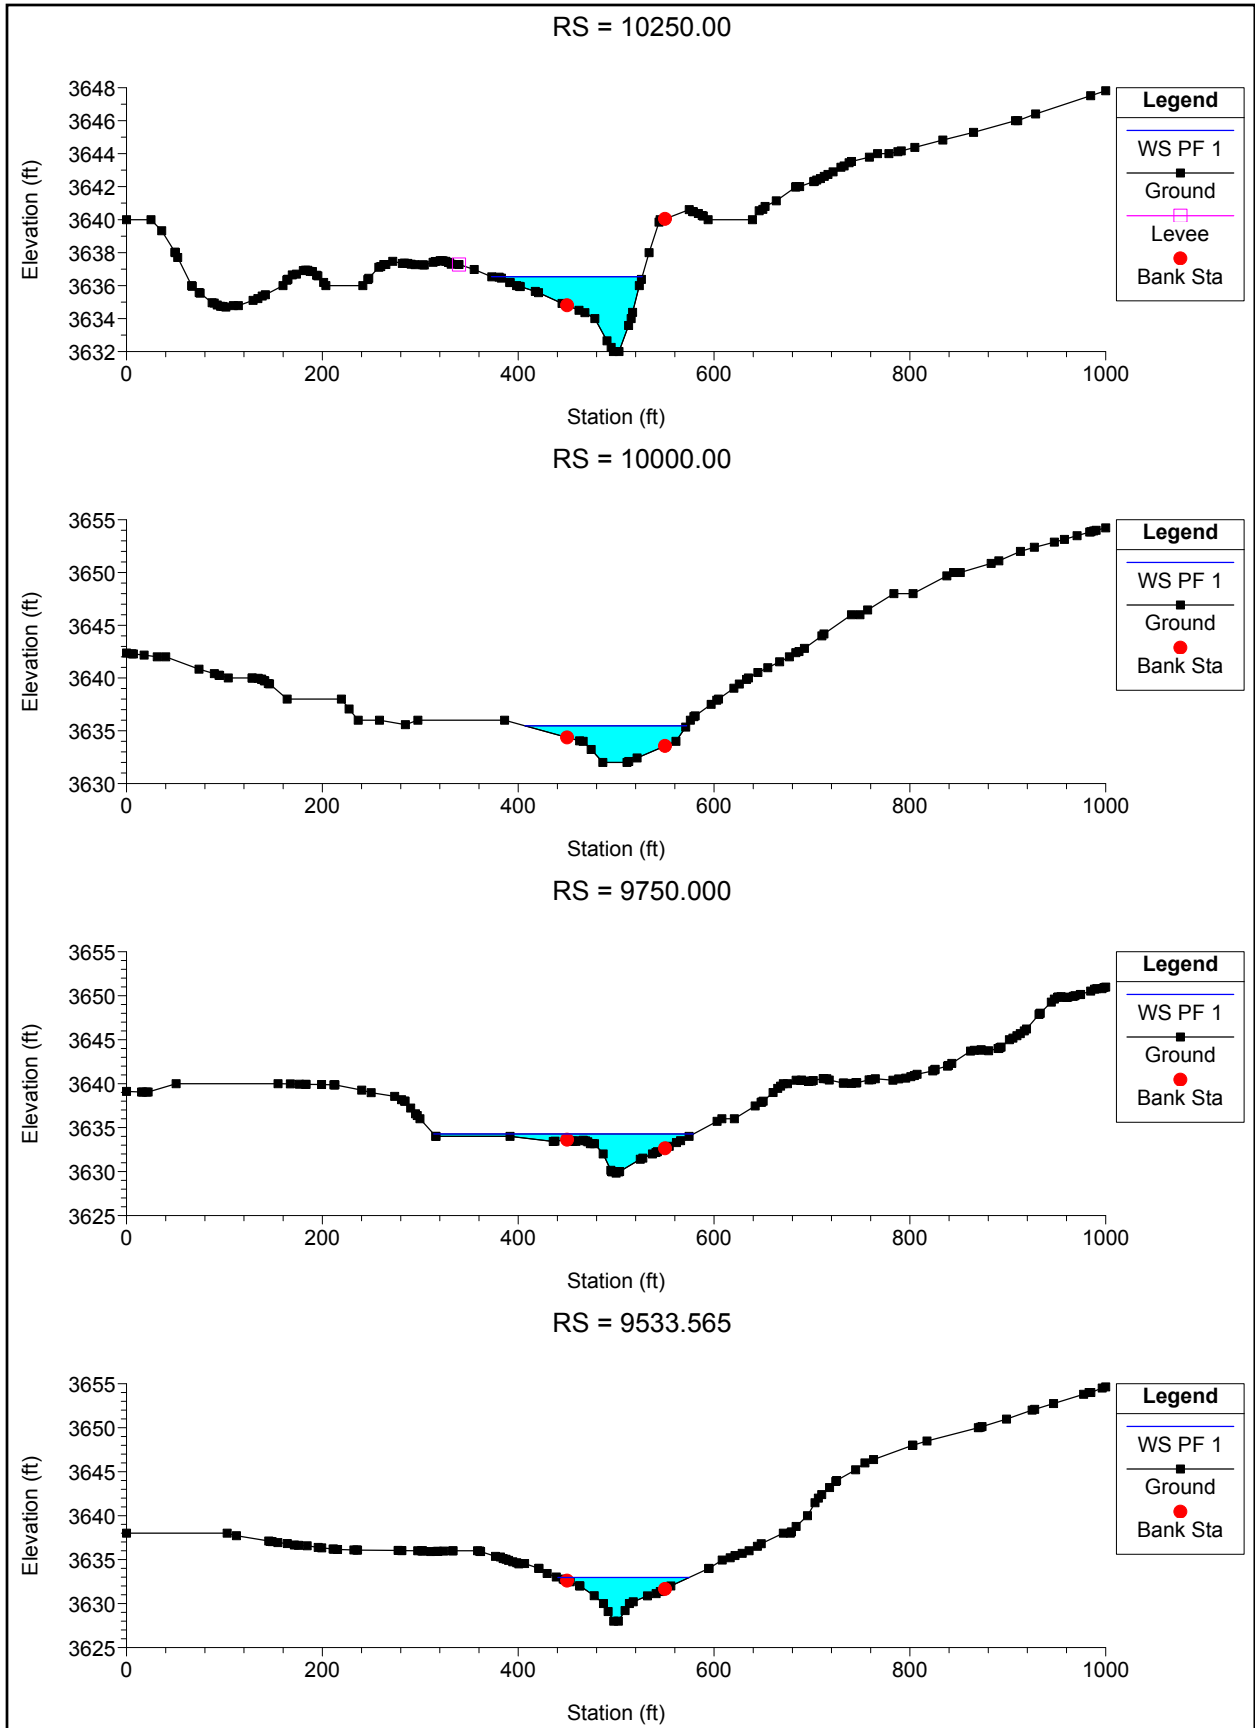 RS = 10250.00
3648
3646
3644
3642
3640
3638
3636
3634
3632
Elevation (ft)
0 200 400 600 800 1000
Station (ft)
Legend
WS PF 1
Ground
Levee
Bank Sta
RS = 10000.00
3655
3650
3645
3640
3635
3630
Elevation (ft)
0 200 400 600 800 1000
Station (ft)
Legend
WS PF 1
Ground
Bank Sta
RS = 9750.000
3655
3650
3645
3640
3635
3630
3625
Elevation (ft)
0 200 400 600 800 1000
Station (ft)
Legend
WS PF 1
Ground
Bank Sta
RS = 9533.565
3655
3650
3645
3640
3635
3630
3625
Elevation (ft)
0 200 400 600 800 1000
Station (ft)
Legend
WS PF 1
Ground
Bank Sta